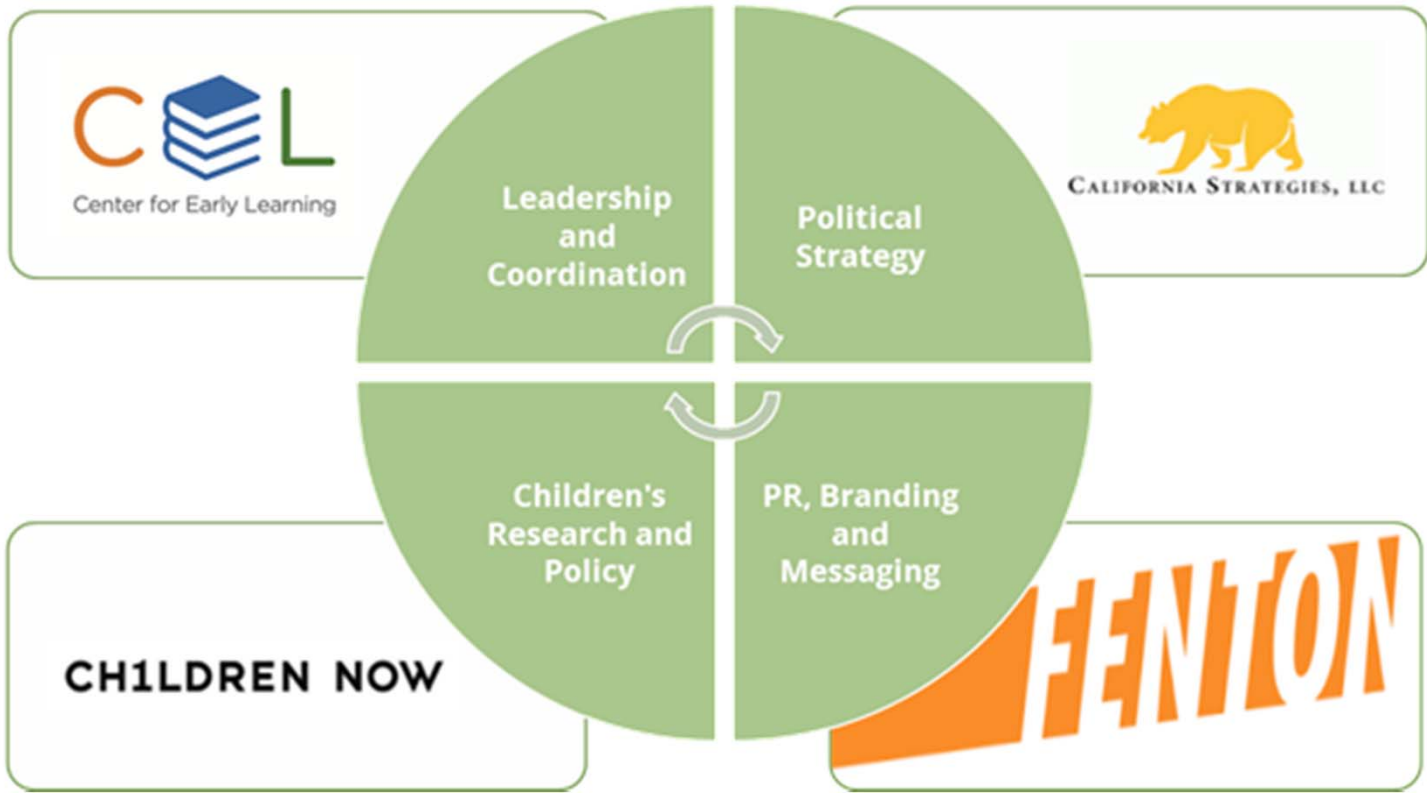 C L
Center for Early Learning
Leadership
and
Coordination
Political
Strategy
CALIFORNIA STRATEGIES, LLC
Children's
Research and
Policy
PR, Branding
and
Messaging
CH1LDREN NOW
FENTON